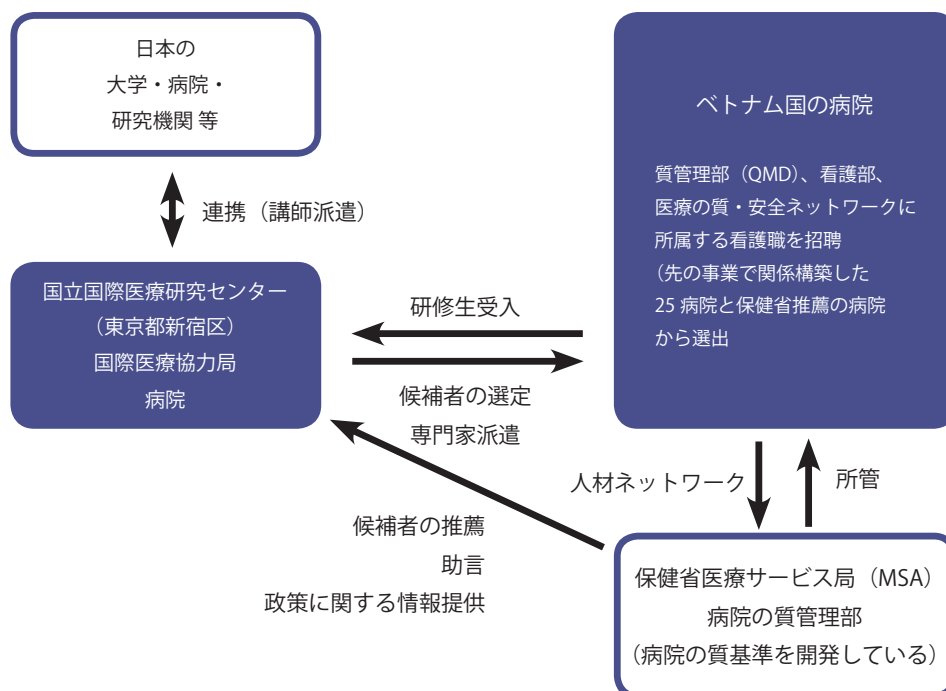 日本の
大学・病院・
研究機関 等
連携（講師派遣）
国立国際医療研究センター
（東京都新宿区）
国際医療協力局
病院
ベトナム国の病院
質管理部（QMD）、看護部、
医療の質・安全ネットワークに
所属する看護職を招聘
（先の事業で関係構築した
25 病院と保健省推薦の病院
から選出
研修生受入
候補者の選定
専門家派遣
人材ネットワーク
所管
候補者の推薦
助言
政策に関する情報提供
保健省医療サービス局（MSA）
病院の質管理部
（病院の質基準を開発している）